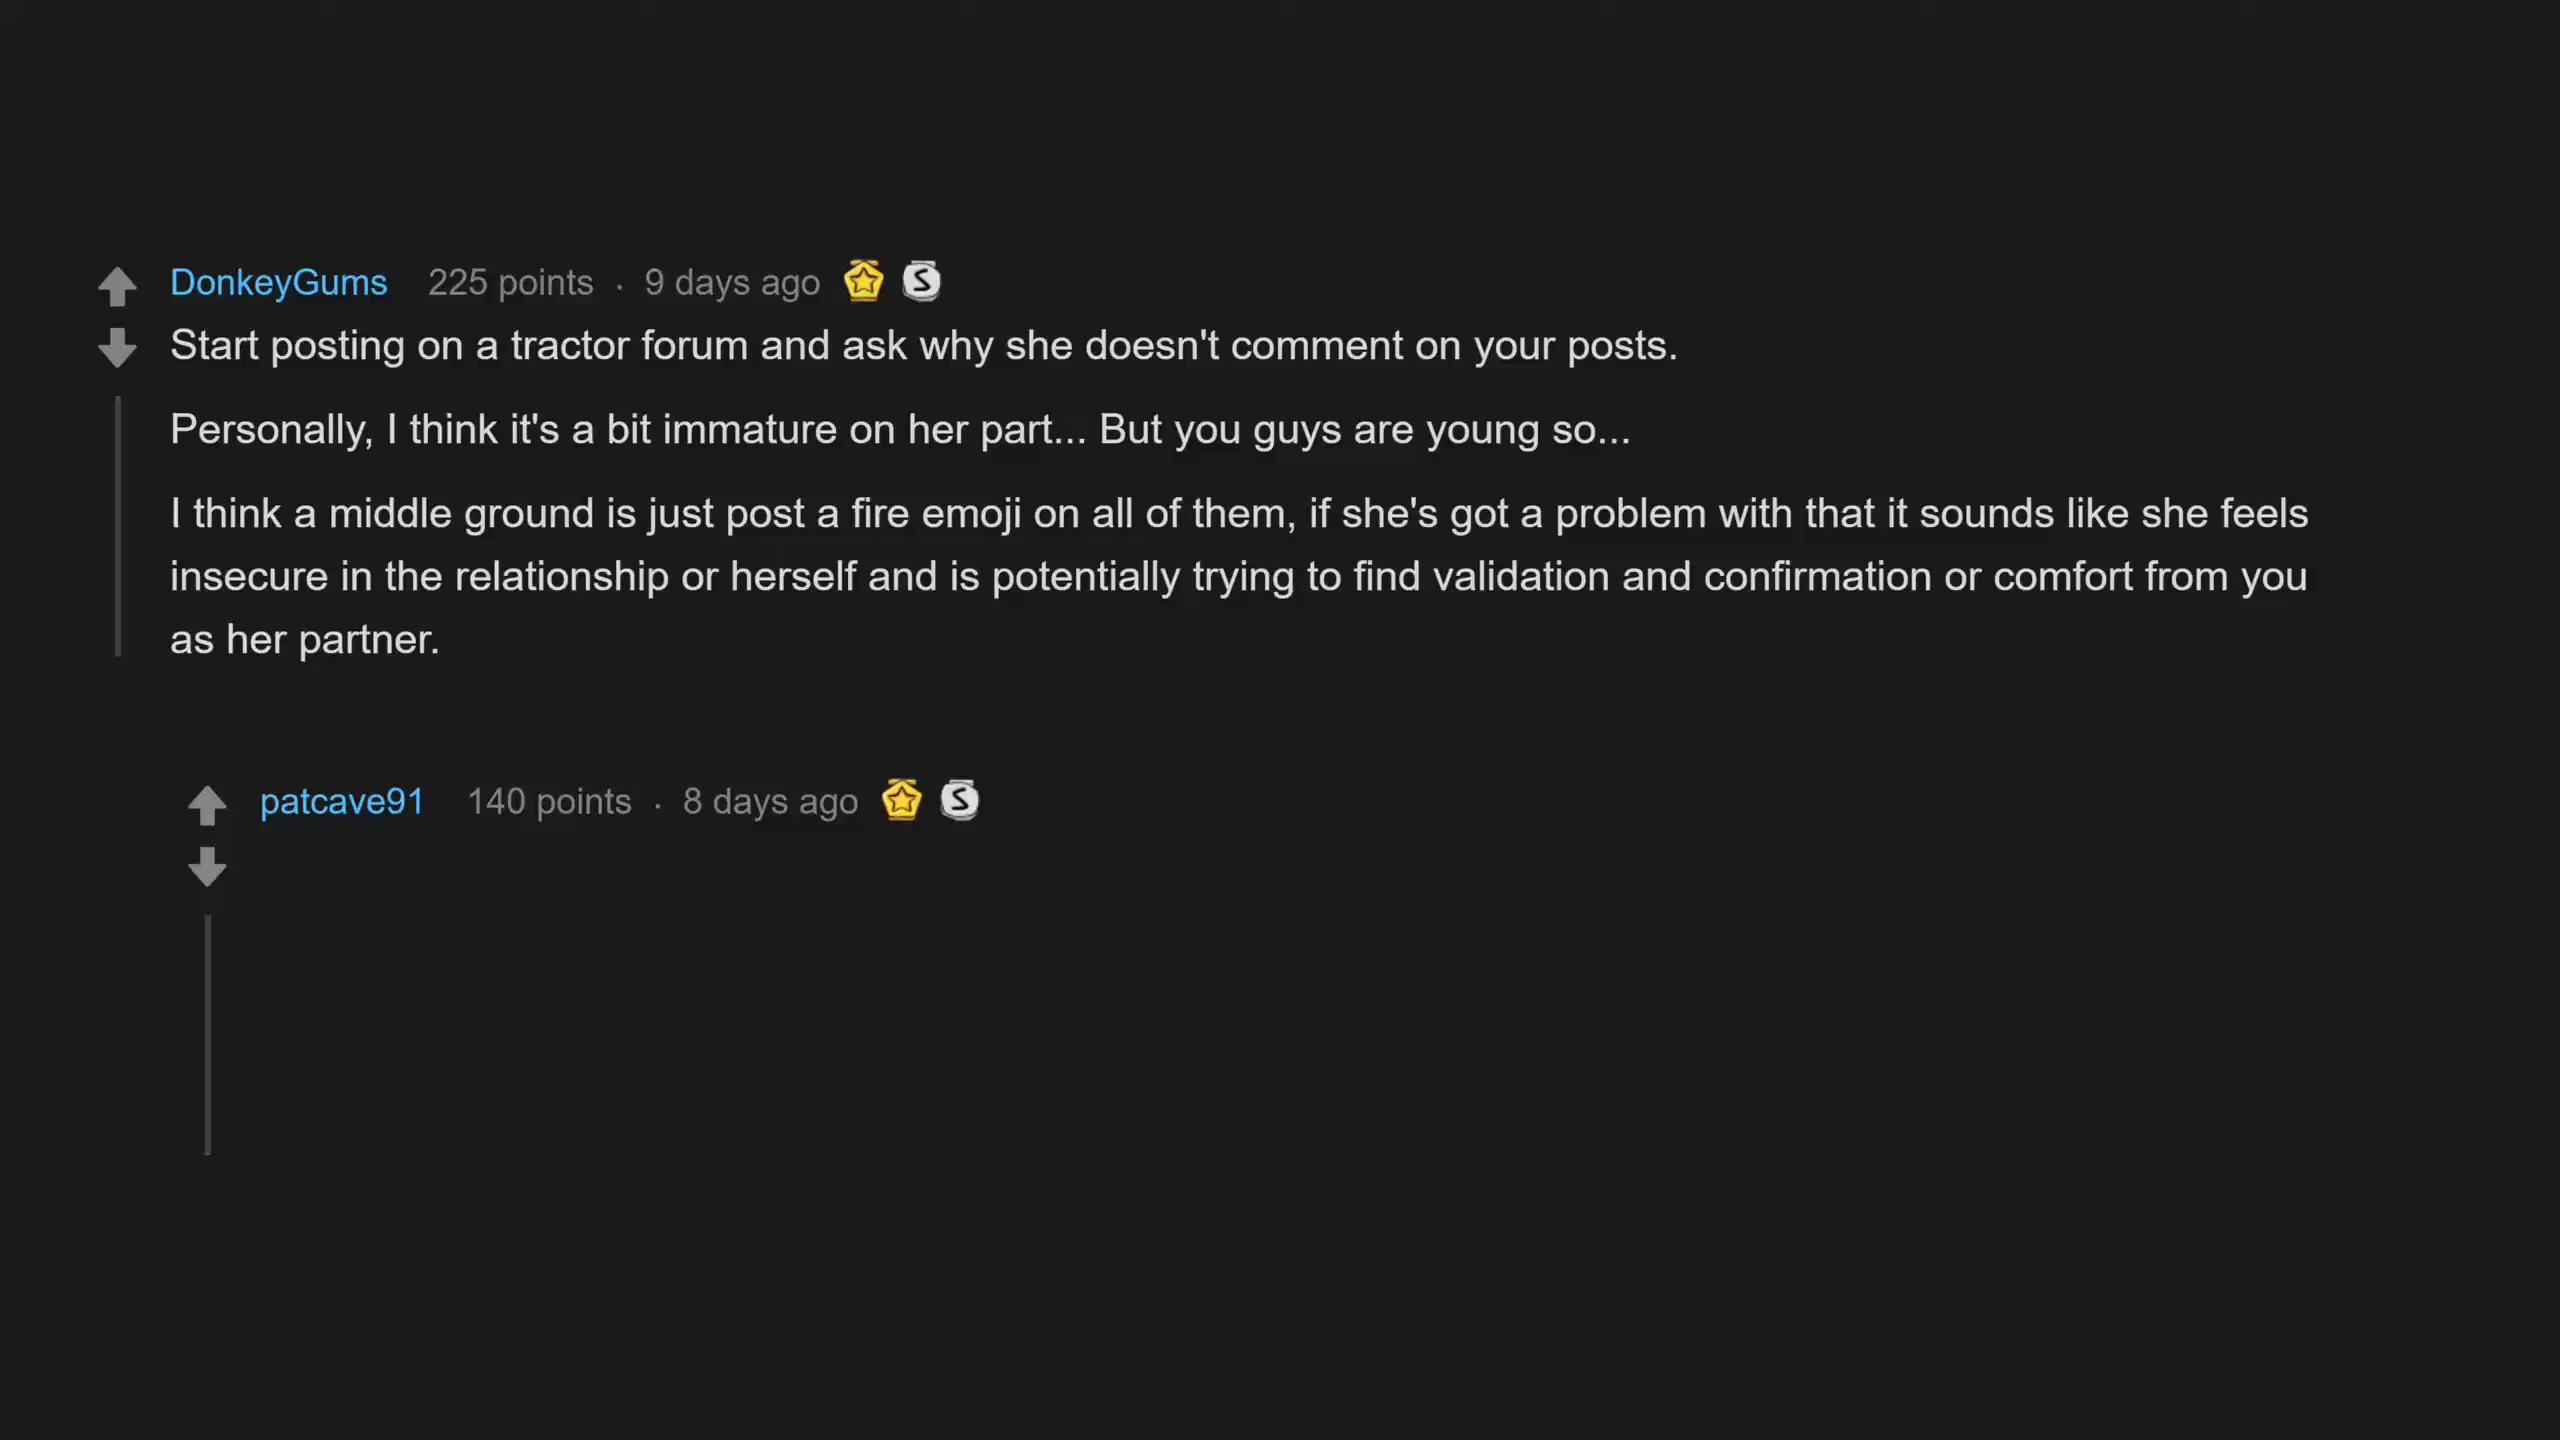 DonkeyGums 225 points · 9 days ago
Start posting on a tractor forum and ask why she doesn't comment on your posts.
Personally, I think it's a bit immature on her part... But you guys are young so...
I think a middle ground is just post a fire emoji on all of them, if she's got a problem with that it sounds like she feels
insecure in the relationship or herself and is potentially trying to find validation and confirmation or comfort from you
as her partner.
patcave91 140 points · 8 days ago